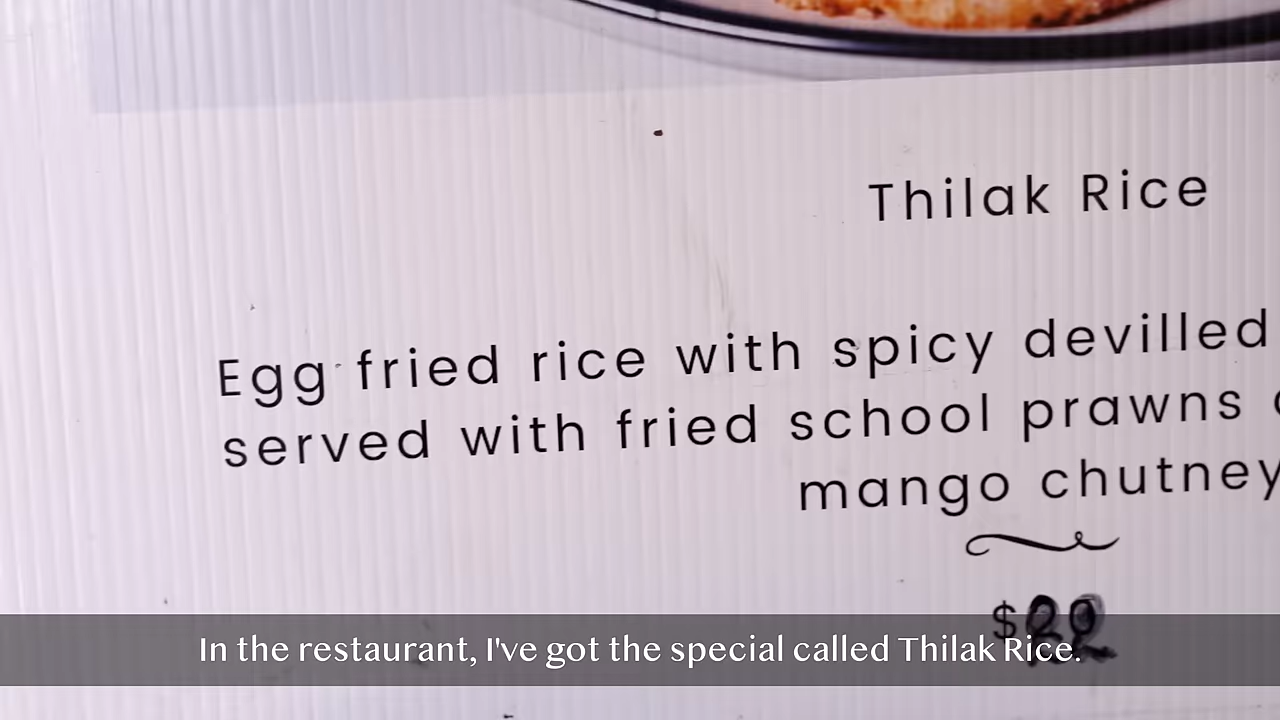 Thilak Rice
Egg fried rice with spicy devilled
served with fried school prawns
mango chutney
$22
In the restaurant, I've got the special called Thilak Rice.